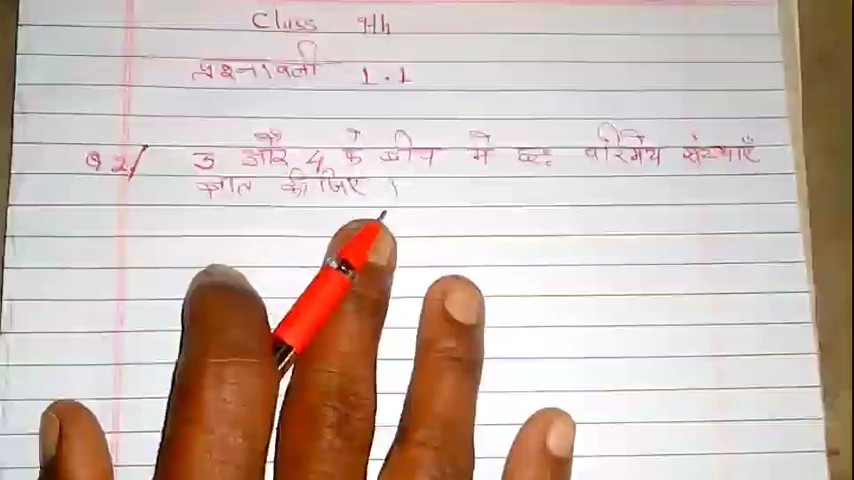 Class 9th
प्रश्नावली 1.1
Q2/ 3 और 4 के बीच में छः परिमेय संख्याएँ
ज्ञात कीजिए ।